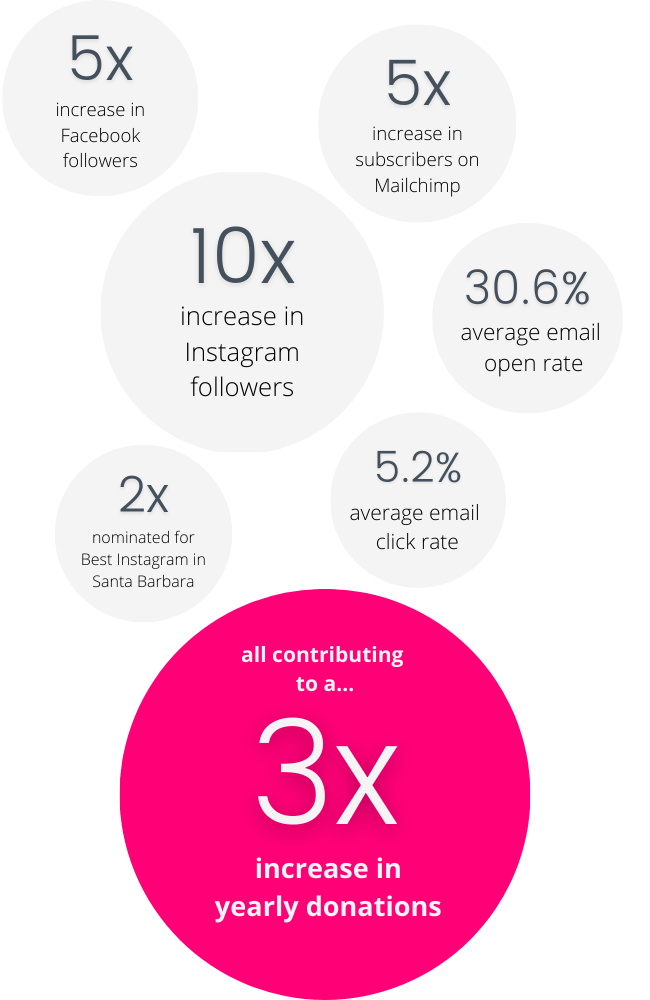 5x
increase in
Facebook
followers
5x
increase in
subscribers on
Mailchimp
10x
increase in
Instagram
followers
30.6%
average email
open rate
5.2%
average email
click rate
2x
nominated for
Best Instagram in
Santa Barbara
all contributing
to a...
3x
increase in
yearly donations